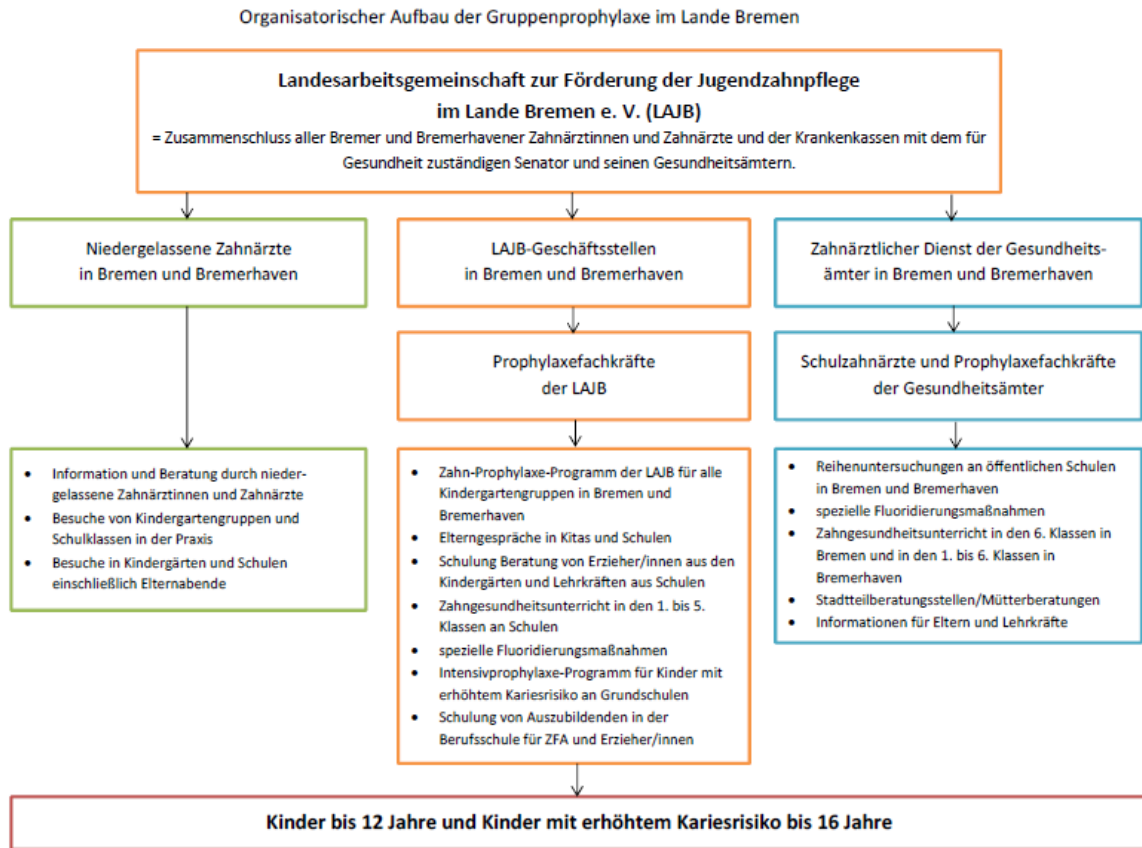 Organisatorischer Aufbau der Gruppenprophylaxe im Lande Bremen
Landesarbeitsgemeinschaft zur Förderung der Jugendzahnpflege
im Lande Bremen e. V. (LAJB)
= Zusammenschluss aller Bremer und Bremerhavener Zahnärztinnen und Zahnärzte und der Krankenkassen mit dem für
Gesundheit zuständigen Senator und seinen Gesundheitsämtern.
Niedergelassene Zahnärzte
in Bremen und Bremerhaven
LAJB-Geschäftsstellen
in Bremen und Bremerhaven
Zahnärztlicher Dienst der Gesundheits-
ämter in Bremen und Bremerhaven
Prophylaxefachkräfte
der LAJB
Schulzahnärzte und Prophylaxefachkräfte
der Gesundheitsämter
• Information und Beratung durch nieder-
gelassene Zahnärztinnen und Zahnärzte
• Besuche von Kindergartengruppen und
Schulklassen in der Praxis
• Besuche in Kindergärten und Schulen
einschließlich Elternabende
• Zahn-Prophylaxe-Programm der LAJB für alle
Kindergartengruppen in Bremen und
Bremerhaven
• Elterngespräche in Kitas und Schulen
• Schulung Beratung von Erzieher/innen aus den
Kindergärten und Lehrkräften aus Schulen
• Zahngesundheitsunterricht in den 1. bis 5.
Klassen an Schulen
• spezielle Fluoridierungsmaßnahmen
• Intensivprophylaxe-Programm für Kinder mit
erhöhtem Kariesrisiko an Grundschulen
• Schulung von Auszubildenden in der
Berufsschule für ZFA und Erzieher/innen
• Reihenuntersuchungen an öffentlichen Schulen
in Bremen und Bremerhaven
• spezielle Fluoridierungsmaßnahmen
• Zahngesundheitsunterricht in den 6. Klassen in
Bremen und in den 1. bis 6. Klassen in
Bremerhaven
• Stadtteilberatungsstellen/Mütterberatungen
• Informationen für Eltern und Lehrkräfte
Kinder bis 12 Jahre und Kinder mit erhöhtem Kariesrisiko bis 16 Jahre